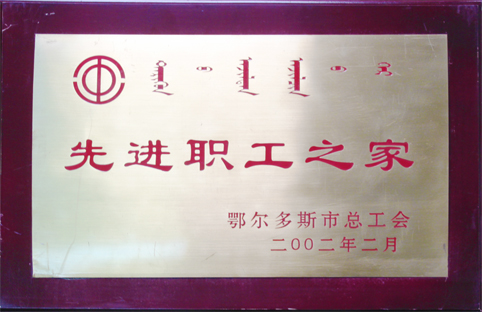 先进职工之家
鄂尔多斯市总工会
二〇〇二年二月